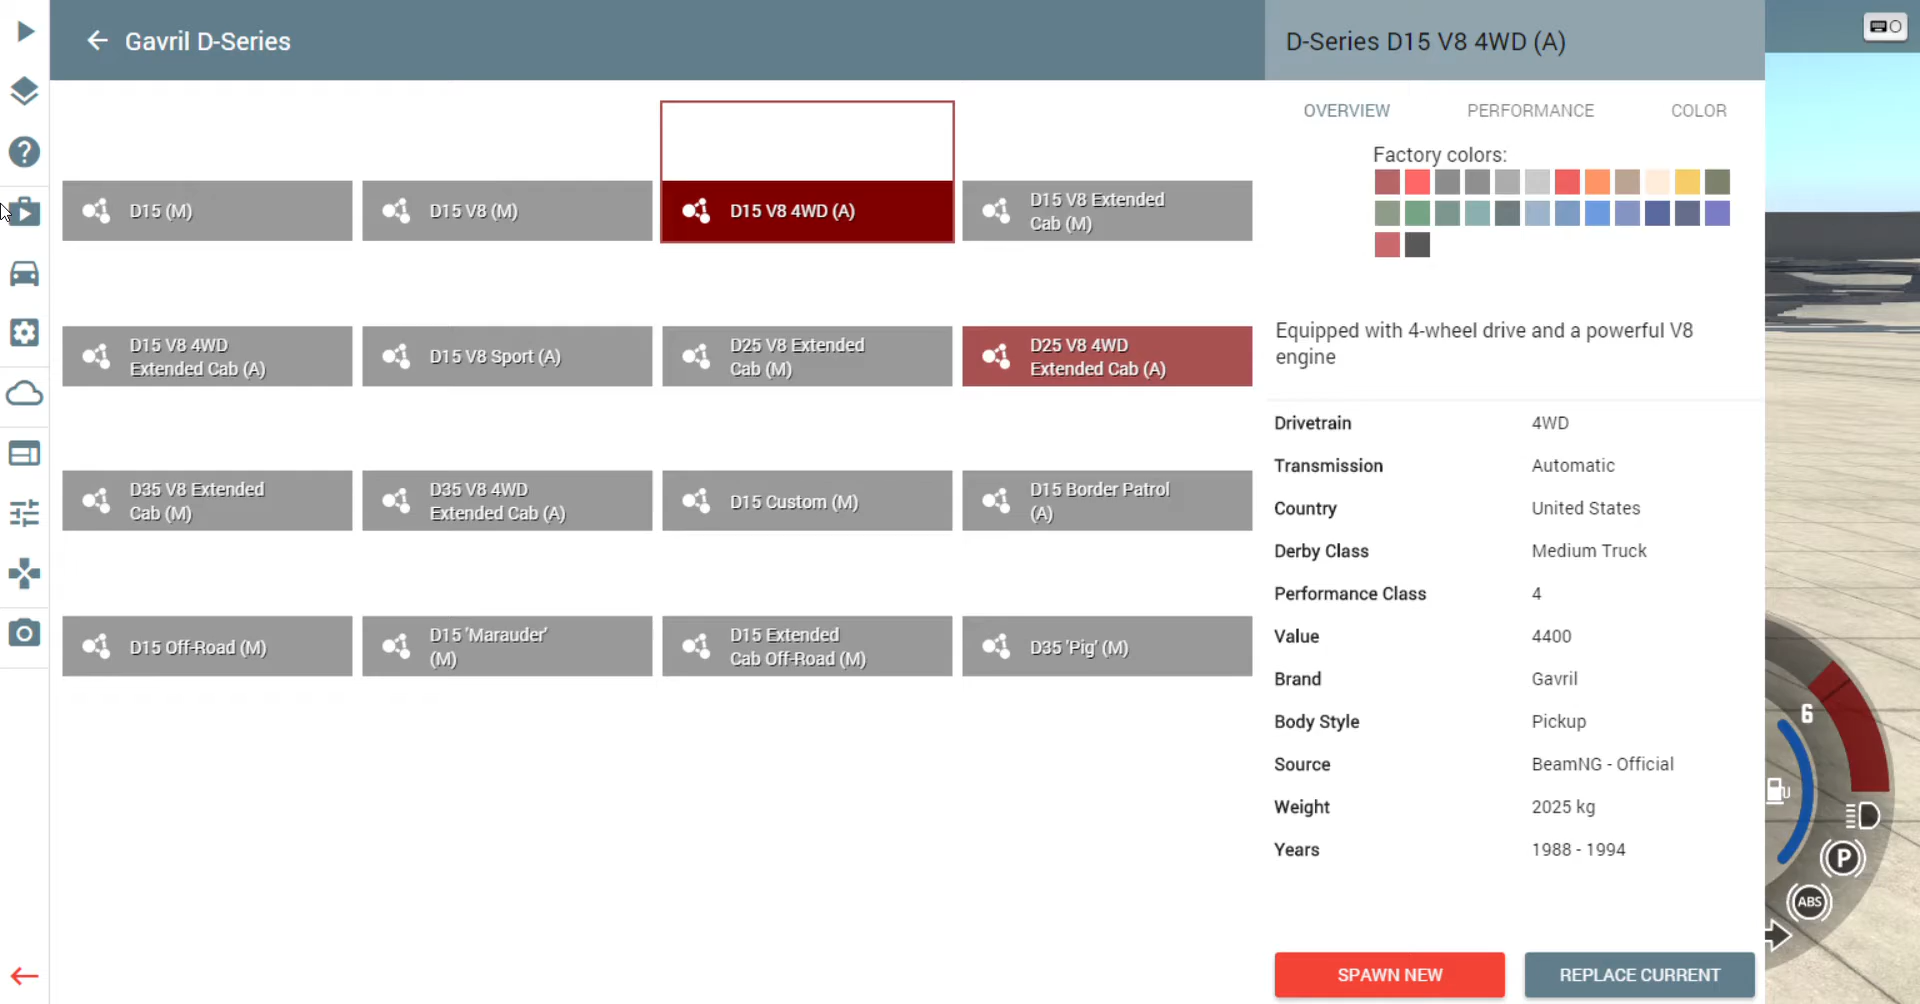 Gavril D-Series
D-Series D15 V8 4WD (A)
OVERVIEW
PERFORMANCE
COLOR
Factory colors:
D15 (M)
D15 V8 (M)
D15 V8 4WD (A)
D15 V8 Extended
Cab (M)
D15 V8 4WD
Extended Cab (A)
D15 V8 Sport (A)
D25 V8 Extended
Cab (M)
D25 V8 4WD
Extended Cab (A)
D35 V8 Extended
Cab (M)
D35 V8 4WD
Extended Cab (A)
D15 Custom (M)
D15 Border Patrol
(A)
D15 Off-Road (M)
D15 'Marauder'
(M)
D15 Extended
Cab Off-Road (M)
D35 'Pig' (M)
Equipped with 4-wheel drive and a powerful V8
engine
Drivetrain 4WD
Transmission Automatic
Country United States
Derby Class Medium Truck
Performance Class 4
Value 4400
Brand Gavril
Body Style Pickup
Source BeamNG - Official
Weight 2025 kg
Years 1988 - 1994
SPAWN NEW
REPLACE CURRENT
6
P
ABS